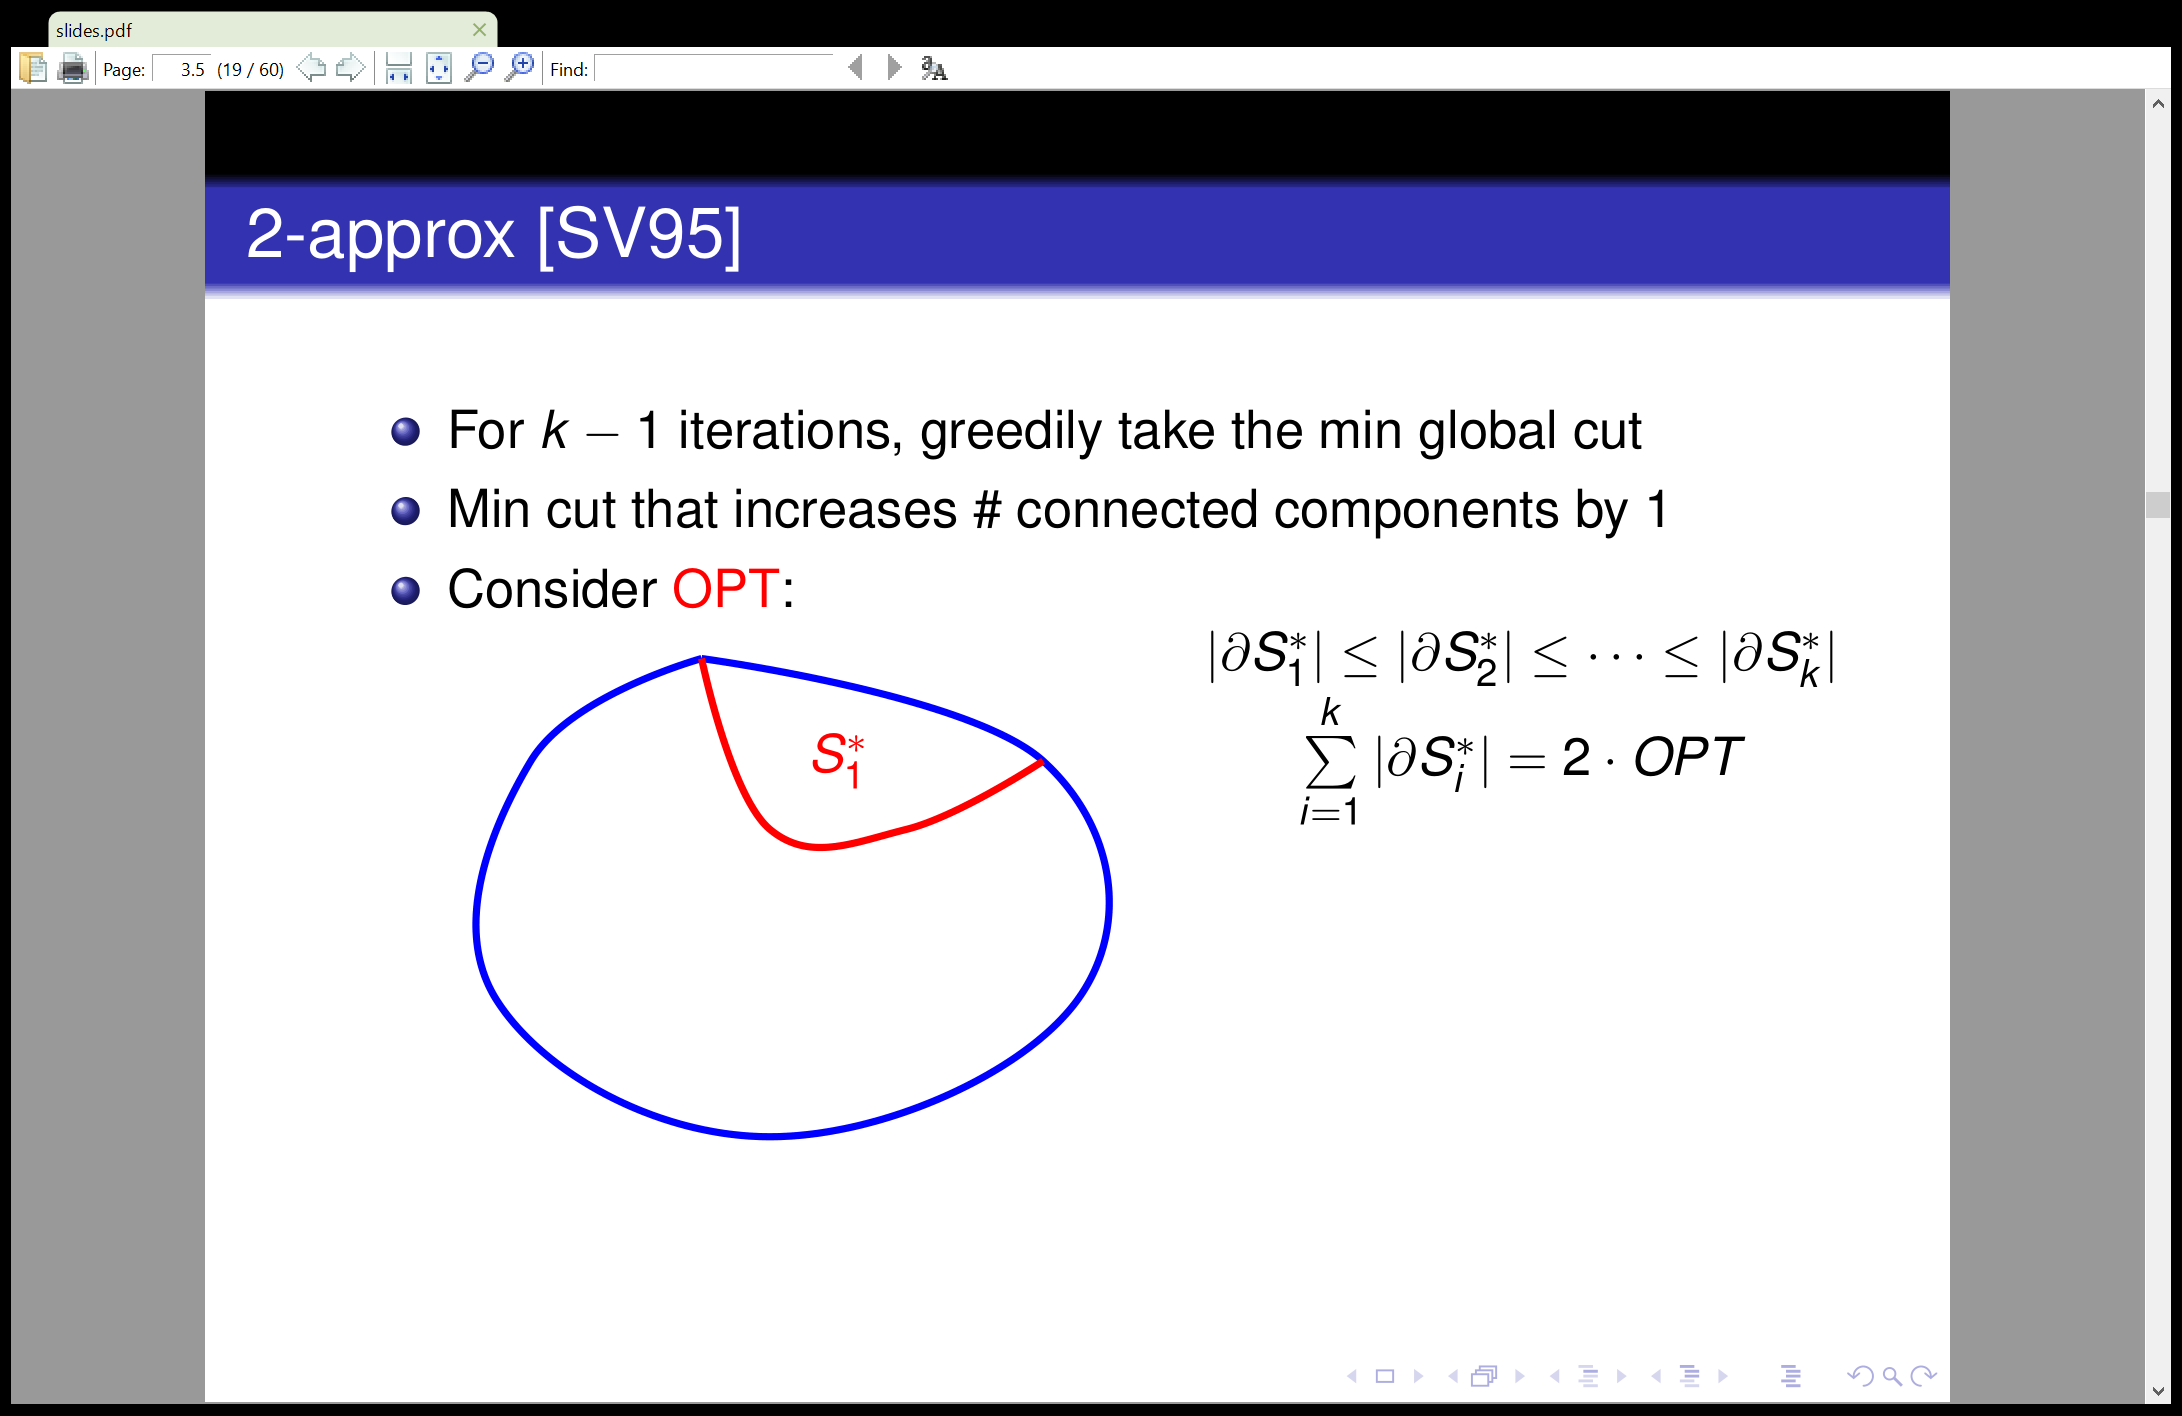 slides.pdf
Page: 3.5 (19 / 60) Find:
2-approx [SV95]
For k − 1 iterations, greedily take the min global cut
Min cut that increases # connected components by 1
Consider OPT:
|∂S₁*| ≤ |∂S₂*| ≤ ⋯ ≤ |∂Sₖ*|
∑ᵢ₌₁ᵏ |∂Sᵢ*| = 2 · OPT
S₁*